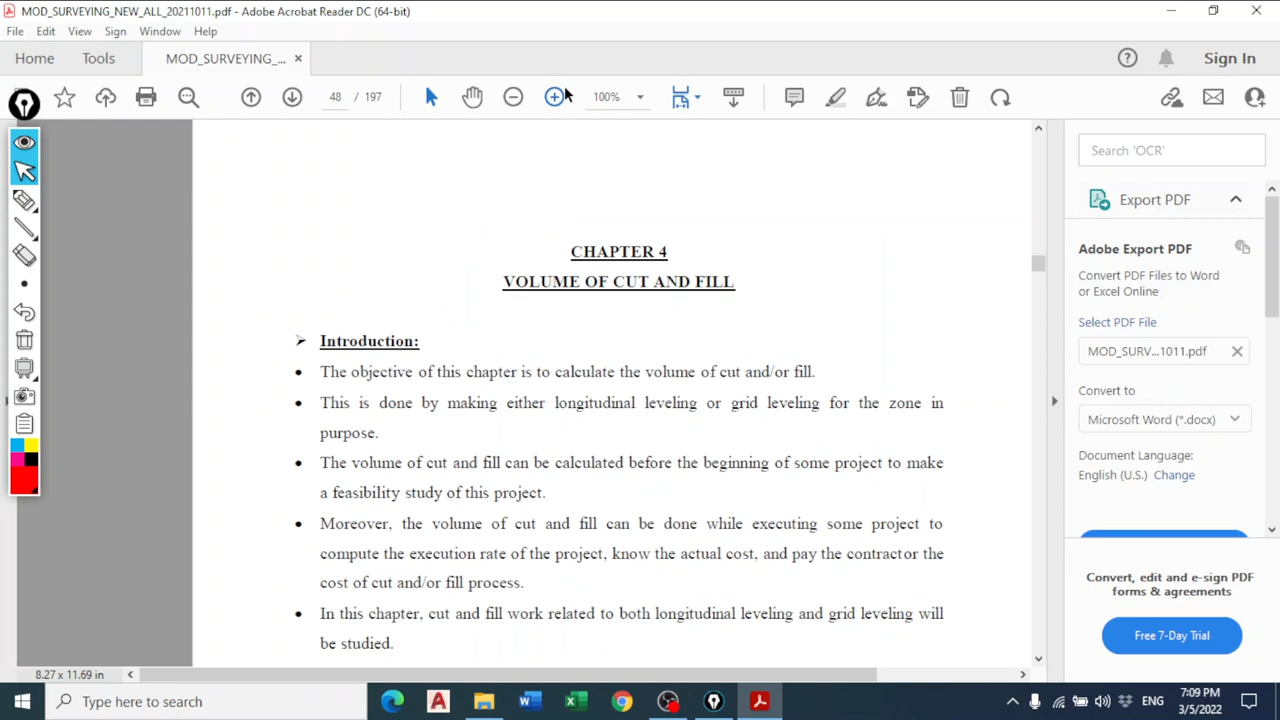 MOD_SURVEYING_NEW_ALL_20211011.pdf - Adobe Acrobat Reader DC (64-bit)
File Edit View Sign Window Help
Home Tools MOD_SURVEYING_... × Sign In
48 / 197 100%
CHAPTER 4
VOLUME OF CUT AND FILL
➢ Introduction:
• The objective of this chapter is to calculate the volume of cut and/or fill.
• This is done by making either longitudinal leveling or grid leveling for the zone in
purpose.
• The volume of cut and fill can be calculated before the beginning of some project to make
a feasibility study of this project.
• Moreover, the volume of cut and fill can be done while executing some project to
compute the execution rate of the project, know the actual cost, and pay the contractor the
cost of cut and/or fill process.
• In this chapter, cut and fill work related to both longitudinal leveling and grid leveling will
be studied.
8.27 x 11.69 in
Search 'OCR'
Export PDF
Adobe Export PDF
Convert PDF Files to Word
or Excel Online
Select PDF File
MOD_SURV...1011.pdf
Convert to
Microsoft Word (*.docx)
Document Language:
English (U.S.) Change
Convert, edit and e-sign PDF
forms & agreements
Free 7-Day Trial
Type here to search
ENG
7:09 PM
3/5/2022